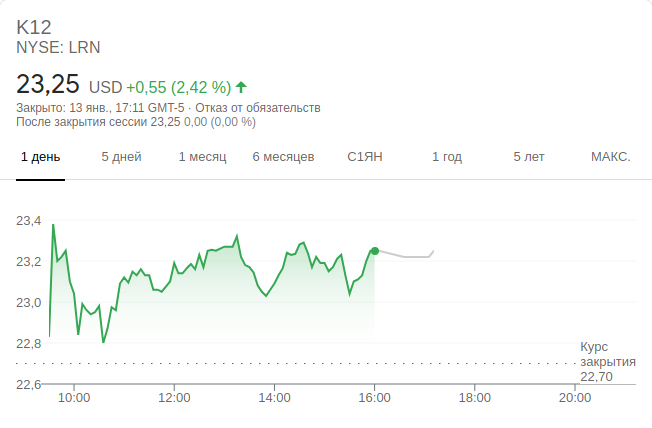 K12
NYSE: LRN
23,25 USD +0,55 (2,42 %)
Закрыто: 13 янв., 17:11 GMT-5 · Отказ от обязательств
После закрытия сессии 23,25 0,00 (0,00 %)
1 день 5 дней 1 месяц 6 месяцев С1ЯН 1 год 5 лет МАКС.
23,4
23,2
23,0
22,8
22,6
Курс
закрытия
22,70
10:00 12:00 14:00 16:00 18:00 20:00